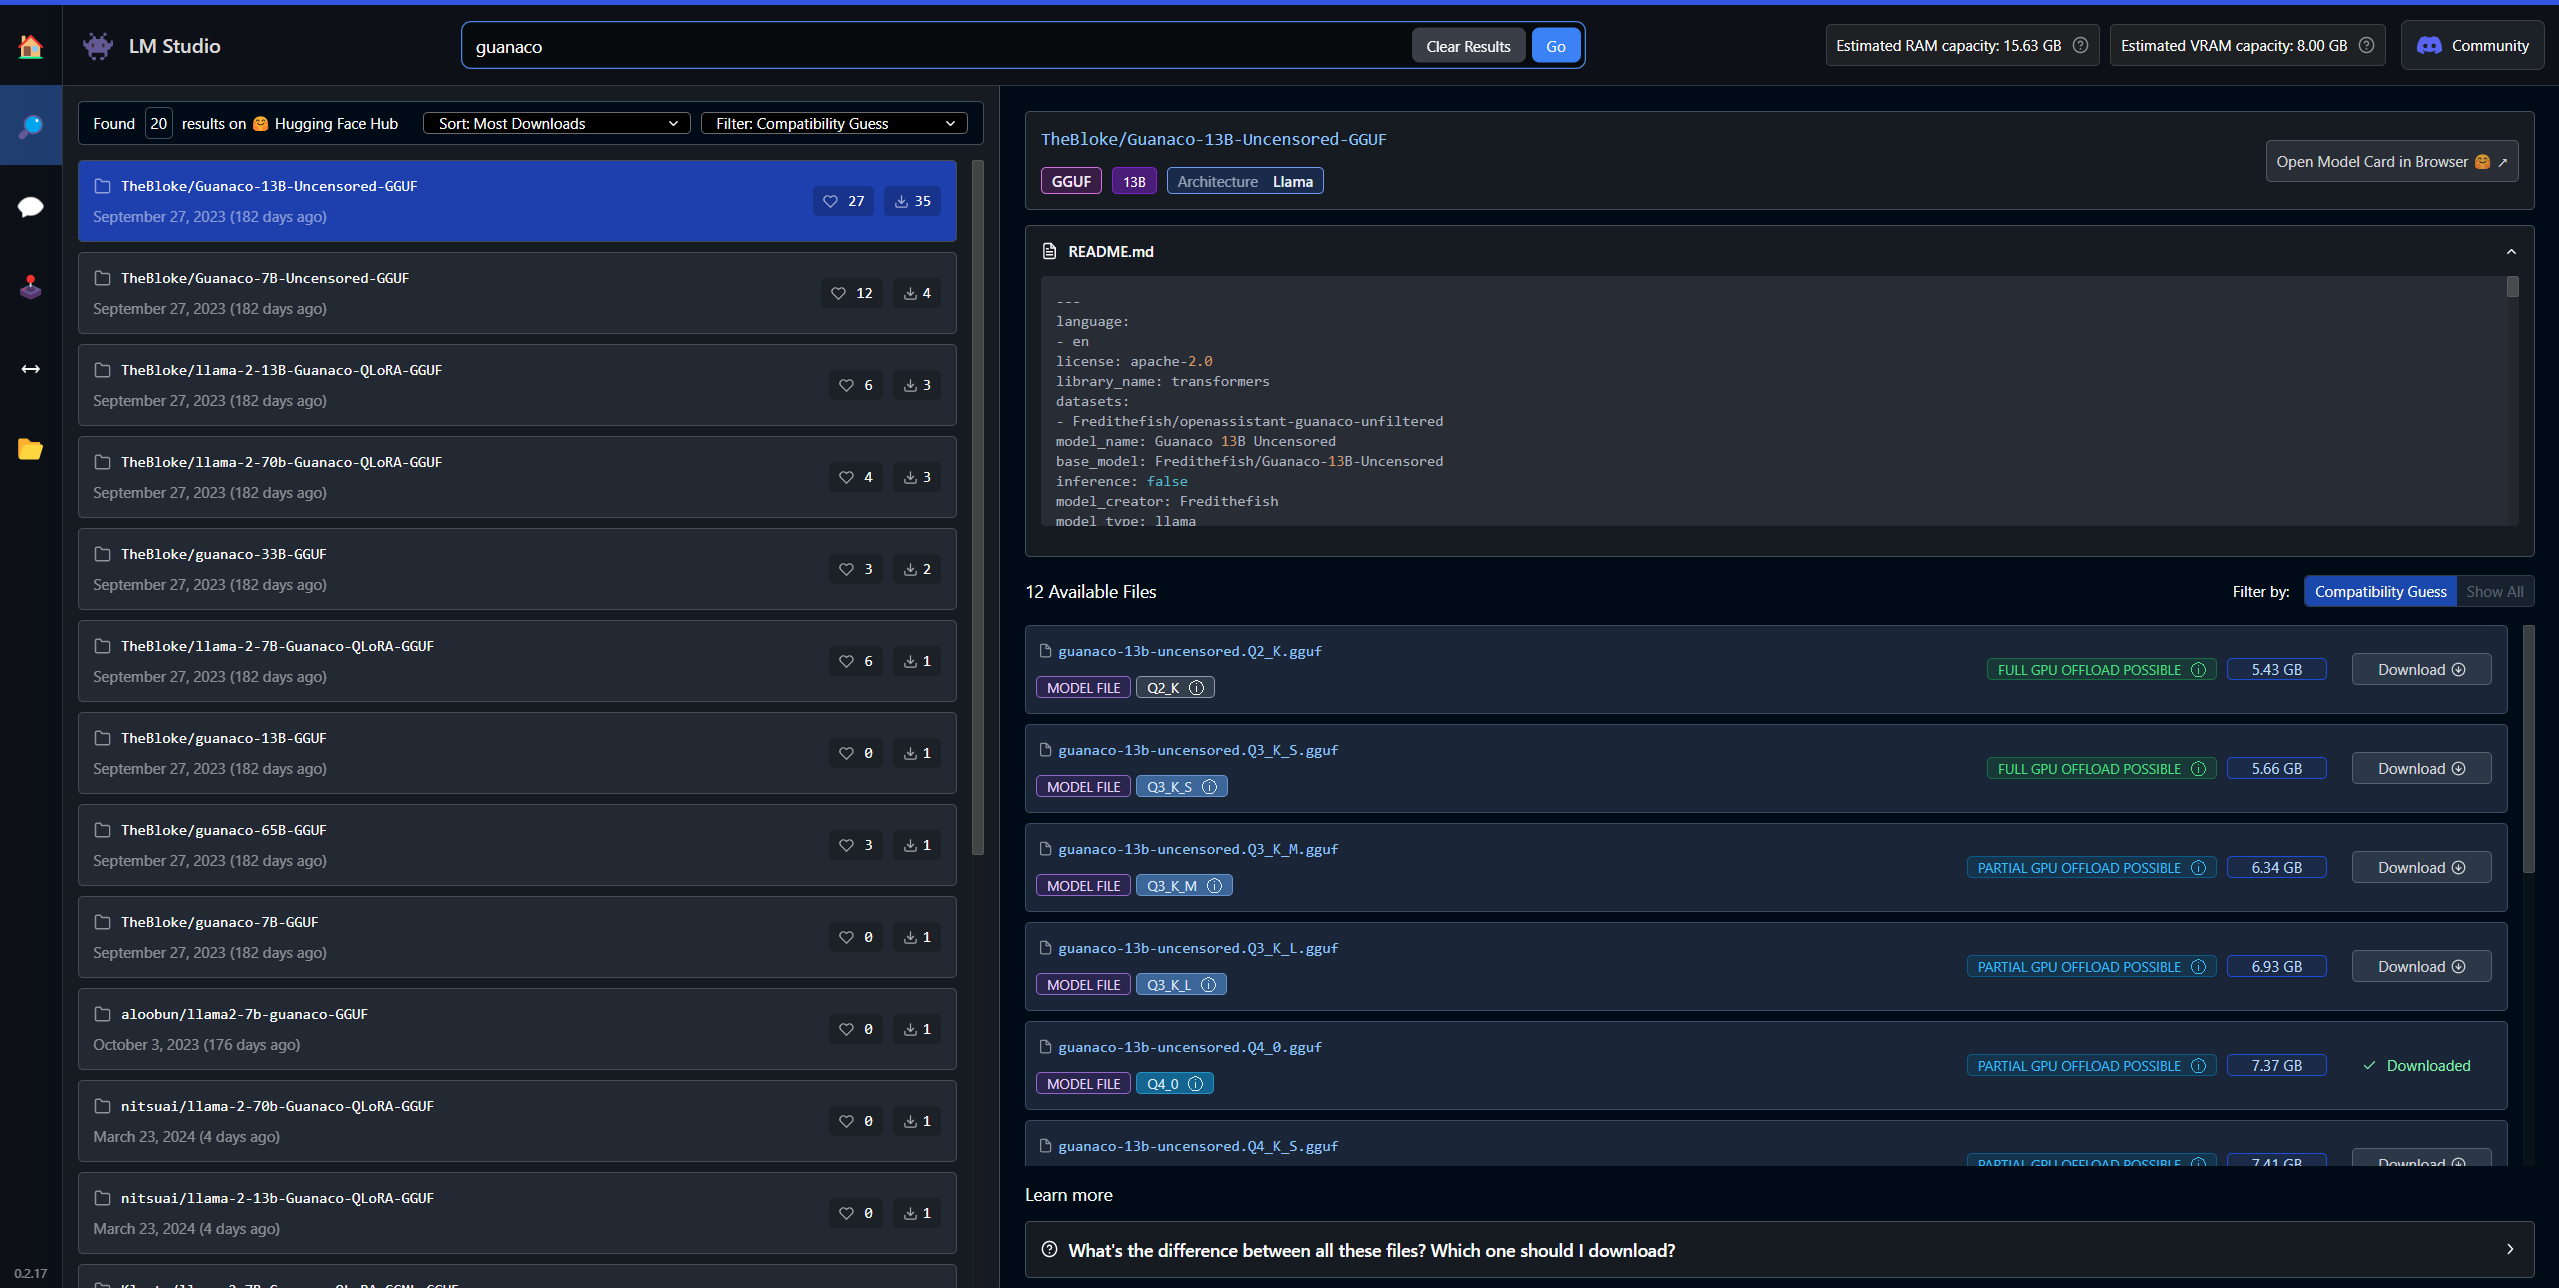 LM Studio
guanaco
Clear Results
Go
Estimated RAM capacity: 15.63 GB
Estimated VRAM capacity: 8.00 GB
Community
Found 20 results on 🤗 Hugging Face Hub
Sort: Most Downloads
Filter: Compatibility Guess
TheBloke/Guanaco-13B-Uncensored-GGUF
September 27, 2023 (182 days ago)
27
35
TheBloke/Guanaco-7B-Uncensored-GGUF
September 27, 2023 (182 days ago)
12
4
TheBloke/llama-2-13B-Guanaco-QLoRA-GGUF
September 27, 2023 (182 days ago)
6
3
TheBloke/llama-2-70b-Guanaco-QLoRA-GGUF
September 27, 2023 (182 days ago)
4
3
TheBloke/guanaco-33B-GGUF
September 27, 2023 (182 days ago)
3
2
TheBloke/llama-2-7B-Guanaco-QLoRA-GGUF
September 27, 2023 (182 days ago)
6
1
TheBloke/guanaco-13B-GGUF
September 27, 2023 (182 days ago)
0
1
TheBloke/guanaco-65B-GGUF
September 27, 2023 (182 days ago)
3
1
TheBloke/guanaco-7B-GGUF
September 27, 2023 (182 days ago)
0
1
aloobun/llama2-7b-guanaco-GGUF
October 3, 2023 (176 days ago)
0
1
nitsuai/llama-2-70b-Guanaco-QLoRA-GGUF
March 23, 2024 (4 days ago)
0
1
nitsuai/llama-2-13b-Guanaco-QLoRA-GGUF
March 23, 2024 (4 days ago)
0
1
0.2.17
TheBloke/Guanaco-13B-Uncensored-GGUF
GGUF
13B
Architecture Llama
Open Model Card in Browser 🤗 ↗
README.md
---
language:
- en
license: apache-2.0
library_name: transformers
datasets:
- Fredithefish/openassistant-guanaco-unfiltered
model_name: Guanaco 13B Uncensored
base_model: Fredithefish/Guanaco-13B-Uncensored
inference: false
model_creator: Fredithefish
model_type: llama
12 Available Files
Filter by:
Compatibility Guess
Show All
guanaco-13b-uncensored.Q2_K.gguf
MODEL FILE
Q2_K
FULL GPU OFFLOAD POSSIBLE
5.43 GB
Download
guanaco-13b-uncensored.Q3_K_S.gguf
MODEL FILE
Q3_K_S
FULL GPU OFFLOAD POSSIBLE
5.66 GB
Download
guanaco-13b-uncensored.Q3_K_M.gguf
MODEL FILE
Q3_K_M
PARTIAL GPU OFFLOAD POSSIBLE
6.34 GB
Download
guanaco-13b-uncensored.Q3_K_L.gguf
MODEL FILE
Q3_K_L
PARTIAL GPU OFFLOAD POSSIBLE
6.93 GB
Download
guanaco-13b-uncensored.Q4_0.gguf
MODEL FILE
Q4_0
PARTIAL GPU OFFLOAD POSSIBLE
7.37 GB
Downloaded
guanaco-13b-uncensored.Q4_K_S.gguf
PARTIAL GPU OFFLOAD POSSIBLE
7.41 GB
Download
Learn more
What's the difference between all these files? Which one should I download?